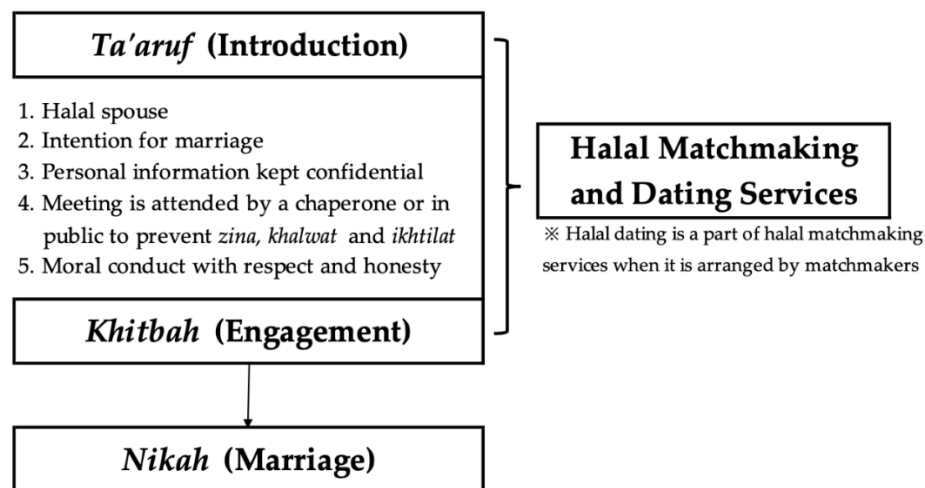 Ta'aruf (Introduction)
1. Halal spouse
2. Intention for marriage
3. Personal information kept confidential
4. Meeting is attended by a chaperone or in
public to prevent zina, khalwat and ikhtilat
5. Moral conduct with respect and honesty
Khitbah (Engagement)
Nikah (Marriage)
Halal Matchmaking
and Dating Services
※ Halal dating is a part of halal matchmaking
services when it is arranged by matchmakers